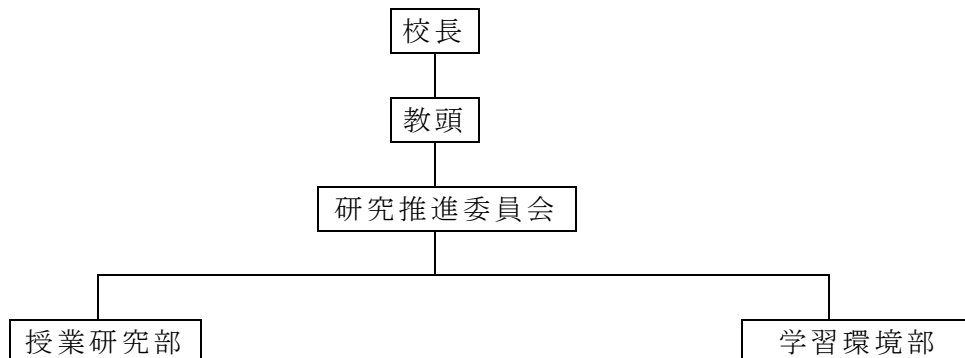 校長
教頭
研究推進委員会
授業研究部
学習環境部